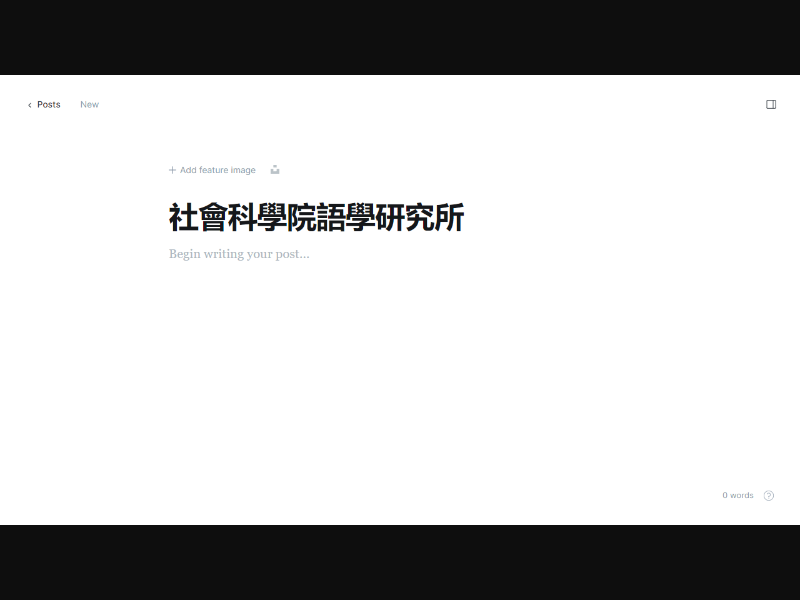 Posts
New
Add feature image
社會科學院語學研究所
Begin writing your post...
0 words
?